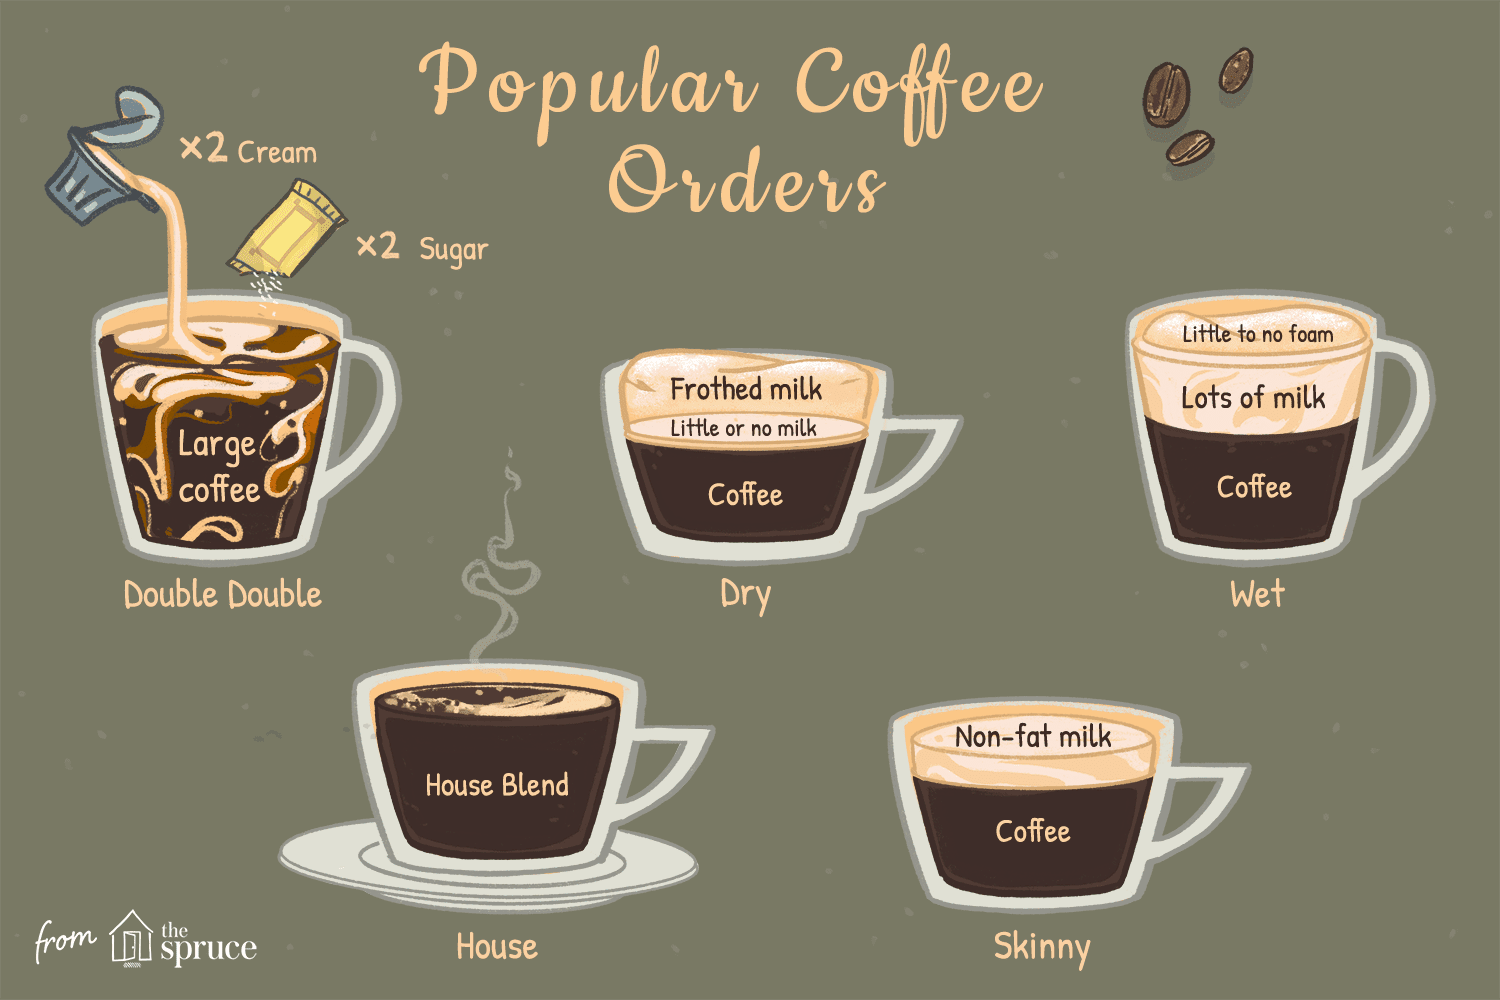 Popular Coffee
Orders
×2 Cream
×2 Sugar
Large
coffee
Double Double
Frothed milk
Little or no milk
Coffee
Dry
Little to no foam
Lots of milk
Coffee
Wet
House Blend
House
Non-fat milk
Coffee
Skinny
from the spruce